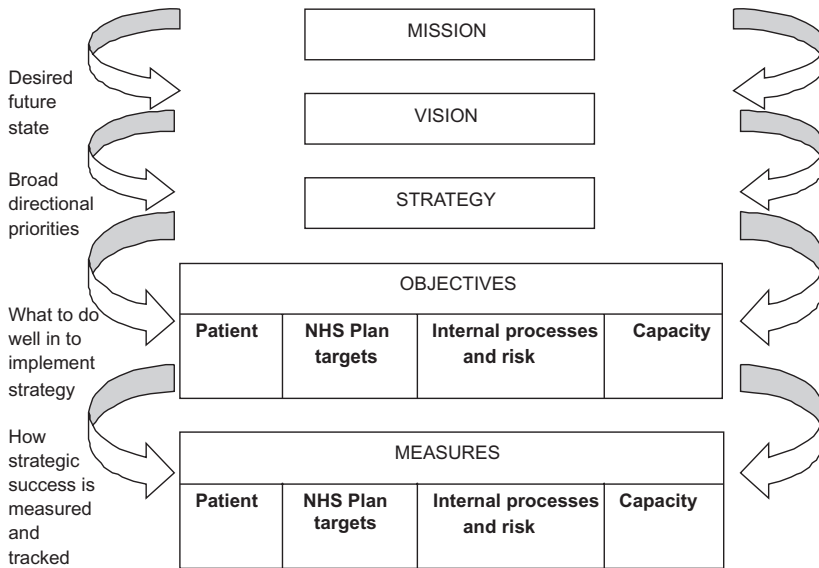 MISSION
Desired
future
state
VISION
Broad
directional
priorities
STRATEGY
OBJECTIVES
What to do
well in to
implement
strategy
Patient
NHS Plan
targets
Internal processes
and risk
Capacity
How
strategic
success is
measured
and
tracked
MEASURES
Patient
NHS Plan
targets
Internal processes
and risk
Capacity